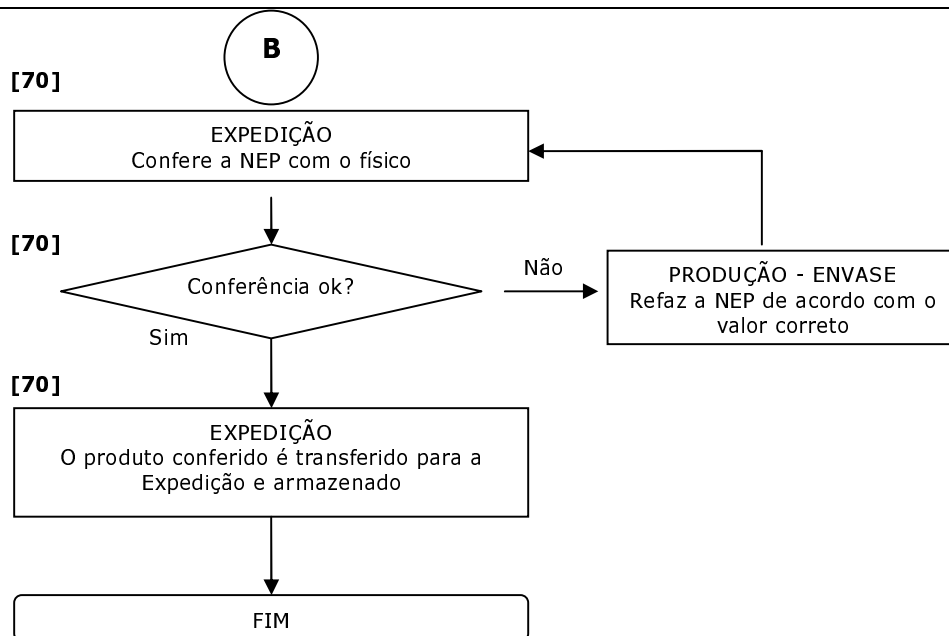 B
[70]
EXPEDIÇÃO
Confere a NEP com o físico
[70]
Conferência ok?
Não
PRODUÇÃO - ENVASE
Refaz a NEP de acordo com o
valor correto
Sim
[70]
EXPEDIÇÃO
O produto conferido é transferido para a
Expedição e armazenado
FIM